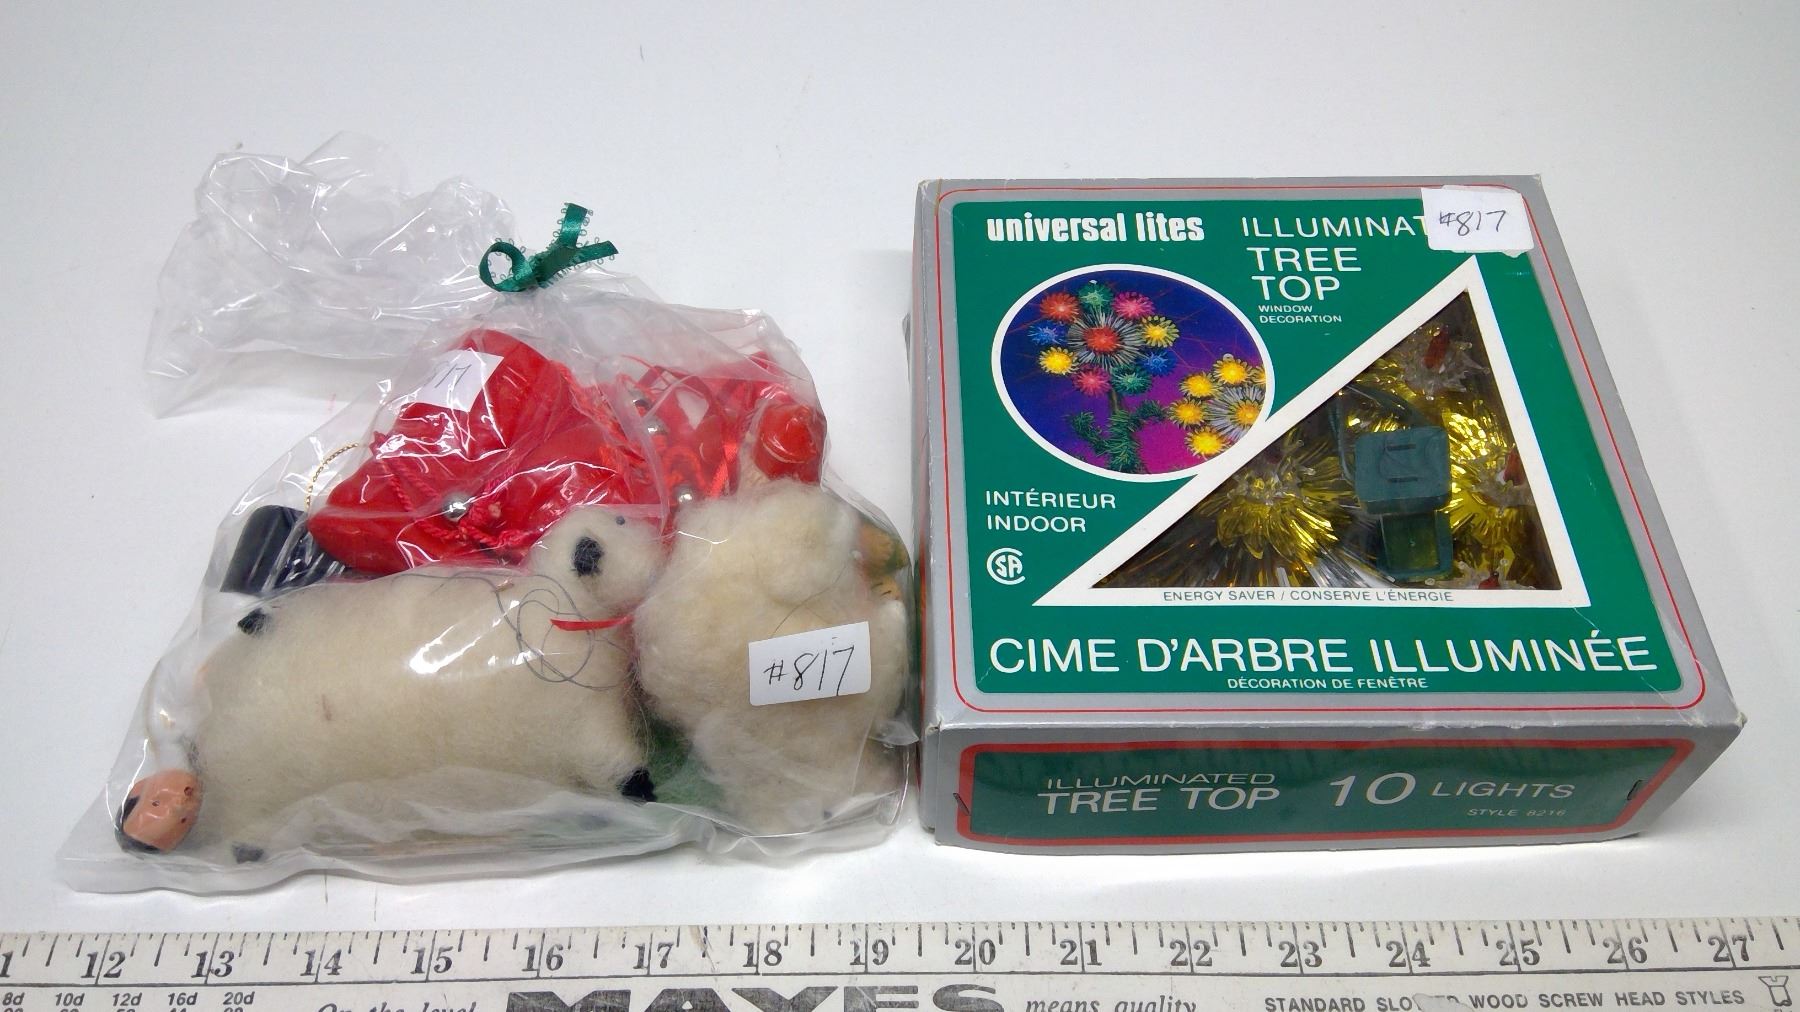 universal lites
ILLUMINAT
#817
TREE
TOP
WINDOW
DECORATION
INTÉRIEUR
INDOOR
CSA
ENERGY SAVER / CONSERVE L'ÉNERGIE
CIME D'ARBRE ILLUMINÉE
DÉCORATION DE FENÊTRE
ILLUMINATED
TREE TOP
10 LIGHTS
STYLE 8216
817
#817
12 13 14 15 16 17 18 19 20 21 22 23 24 25 26 27
8d 10d 12d 16d 20d
On the level MAYES means quality
STANDARD SLO WOOD SCREW HEAD STYLES